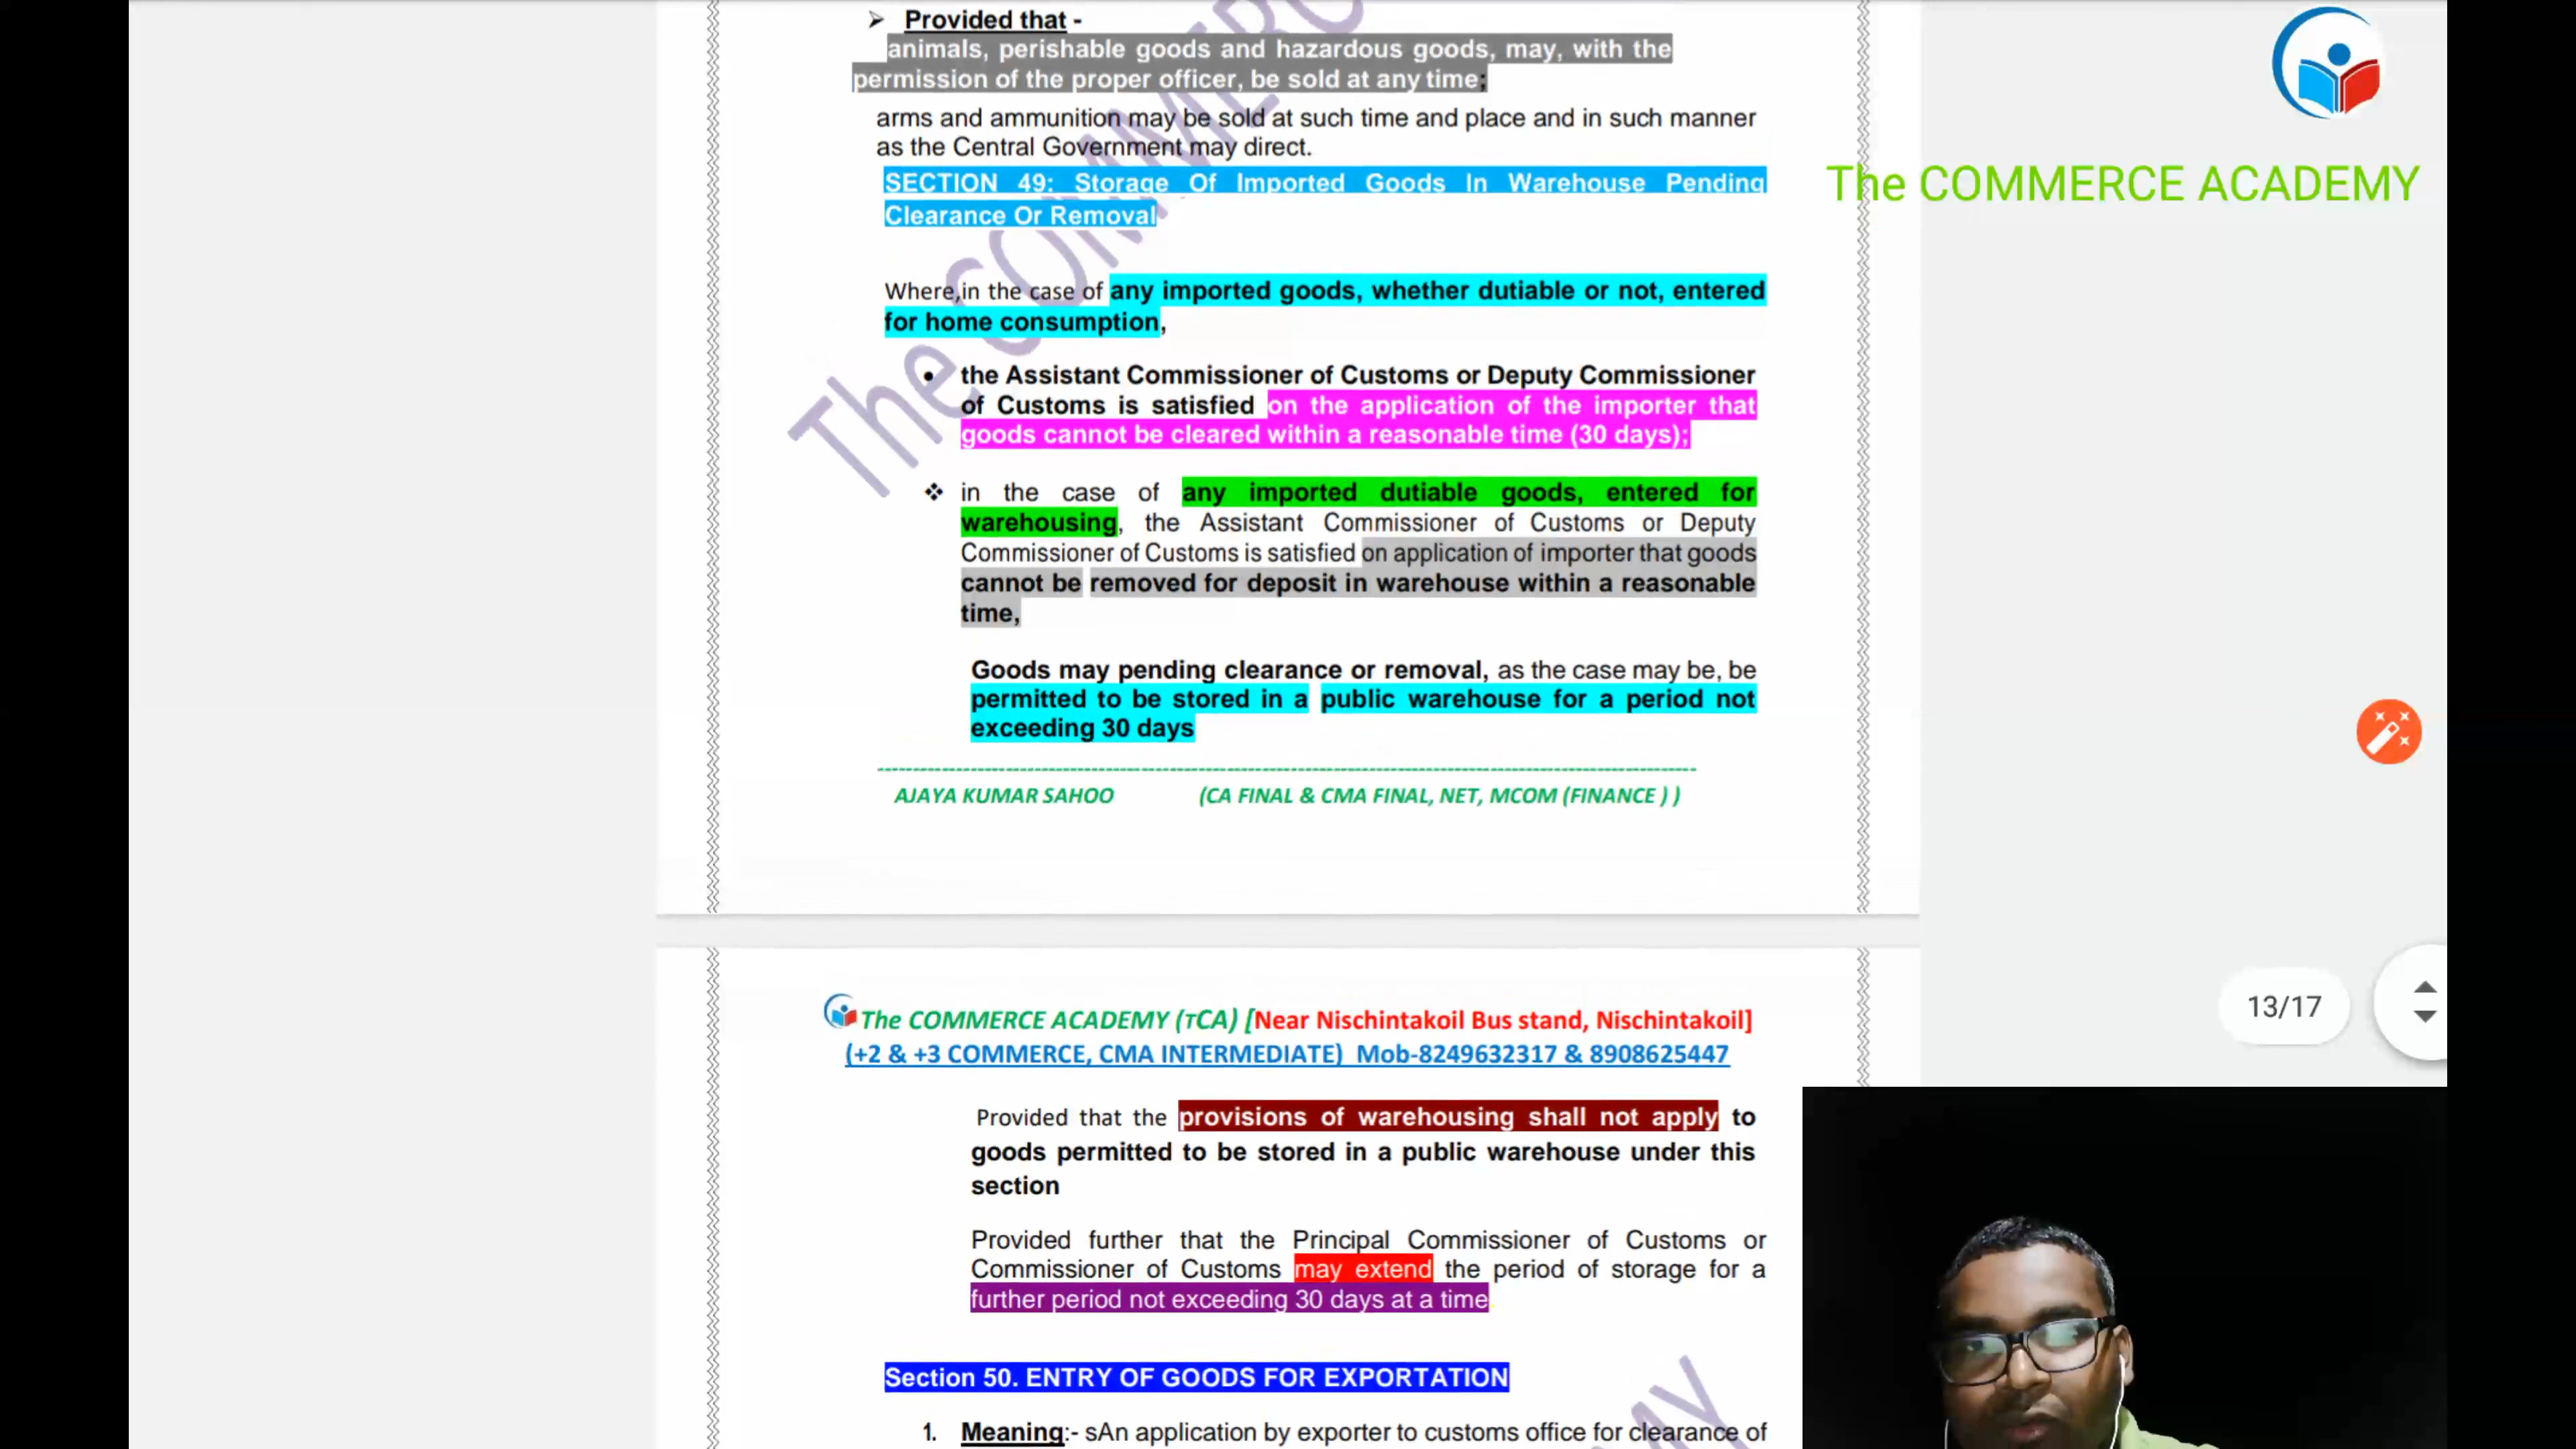 ➢ Provided that -
animals, perishable goods and hazardous goods, may, with the
permission of the proper officer, be sold at any time;
arms and ammunition may be sold at such time and place and in such manner
as the Central Government may direct.
SECTION 49: Storage Of Imported Goods In Warehouse Pending
Clearance Or Removal
The COMMERCE ACADEMY
Where,in the case of any imported goods, whether dutiable or not, entered
for home consumption,
• the Assistant Commissioner of Customs or Deputy Commissioner
of Customs is satisfied on the application of the importer that
goods cannot be cleared within a reasonable time (30 days);
❖ in the case of any imported dutiable goods, entered for
warehousing, the Assistant Commissioner of Customs or Deputy
Commissioner of Customs is satisfied on application of importer that goods
cannot be removed for deposit in warehouse within a reasonable
time,
Goods may pending clearance or removal, as the case may be, be
permitted to be stored in a public warehouse for a period not
exceeding 30 days
AJAYA KUMAR SAHOO (CA FINAL & CMA FINAL, NET, MCOM (FINANCE ) )
13/17
The COMMERCE ACADEMY (TCA) [Near Nischintakoil Bus stand, Nischintakoil]
(+2 & +3 COMMERCE, CMA INTERMEDIATE) Mob-8249632317 & 8908625447
Provided that the provisions of warehousing shall not apply to
goods permitted to be stored in a public warehouse under this
section
Provided further that the Principal Commissioner of Customs or
Commissioner of Customs may extend the period of storage for a
further period not exceeding 30 days at a time.
Section 50. ENTRY OF GOODS FOR EXPORTATION
1. Meaning:- sAn application by exporter to customs office for clearance of